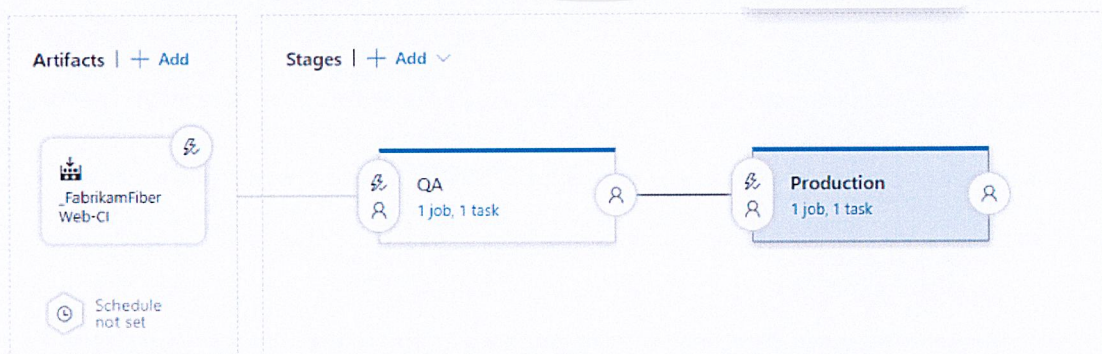 Artifacts | + Add
Stages | + Add
_FabrikamFiber
Web-CI
QA
1 job, 1 task
Production
1 job, 1 task
Schedule
not set